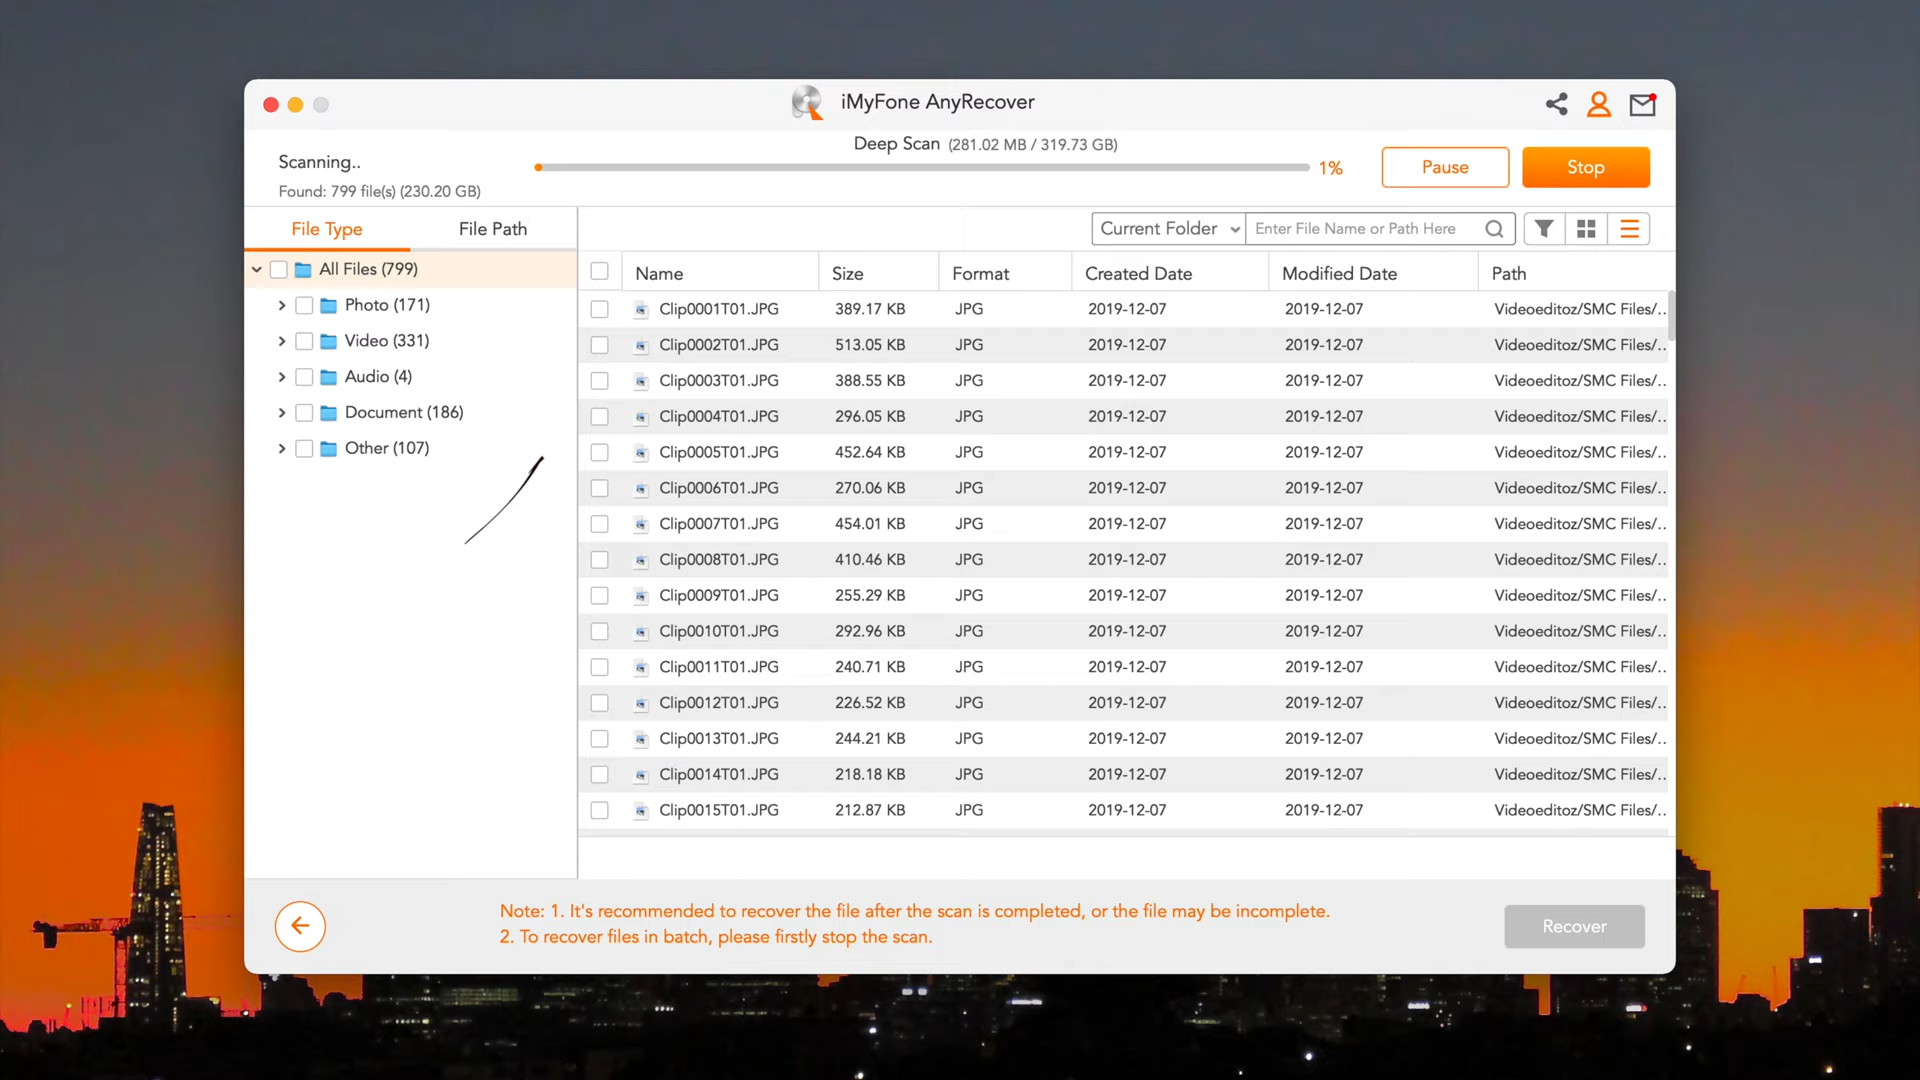 iMyFone AnyRecover
Deep Scan (281.02 MB / 319.73 GB)
Scanning..
1%
Pause
Stop
Found: 799 file(s) (230.20 GB)
File Type
File Path
Current Folder
Enter File Name or Path Here
All Files (799)
Photo (171)
Video (331)
Audio (4)
Document (186)
Other (107)
Name Size Format Created Date Modified Date Path
Clip0001T01.JPG 389.17 KB JPG 2019-12-07 2019-12-07 Videoeditoz/SMC Files/..
Clip0002T01.JPG 513.05 KB JPG 2019-12-07 2019-12-07 Videoeditoz/SMC Files/..
Clip0003T01.JPG 388.55 KB JPG 2019-12-07 2019-12-07 Videoeditoz/SMC Files/..
Clip0004T01.JPG 296.05 KB JPG 2019-12-07 2019-12-07 Videoeditoz/SMC Files/..
Clip0005T01.JPG 452.64 KB JPG 2019-12-07 2019-12-07 Videoeditoz/SMC Files/..
Clip0006T01.JPG 270.06 KB JPG 2019-12-07 2019-12-07 Videoeditoz/SMC Files/..
Clip0007T01.JPG 454.01 KB JPG 2019-12-07 2019-12-07 Videoeditoz/SMC Files/..
Clip0008T01.JPG 410.46 KB JPG 2019-12-07 2019-12-07 Videoeditoz/SMC Files/..
Clip0009T01.JPG 255.29 KB JPG 2019-12-07 2019-12-07 Videoeditoz/SMC Files/..
Clip0010T01.JPG 292.96 KB JPG 2019-12-07 2019-12-07 Videoeditoz/SMC Files/..
Clip0011T01.JPG 240.71 KB JPG 2019-12-07 2019-12-07 Videoeditoz/SMC Files/..
Clip0012T01.JPG 226.52 KB JPG 2019-12-07 2019-12-07 Videoeditoz/SMC Files/..
Clip0013T01.JPG 244.21 KB JPG 2019-12-07 2019-12-07 Videoeditoz/SMC Files/..
Clip0014T01.JPG 218.18 KB JPG 2019-12-07 2019-12-07 Videoeditoz/SMC Files/..
Clip0015T01.JPG 212.87 KB JPG 2019-12-07 2019-12-07 Videoeditoz/SMC Files/..
Note: 1. It's recommended to recover the file after the scan is completed, or the file may be incomplete.
2. To recover files in batch, please firstly stop the scan.
Recover